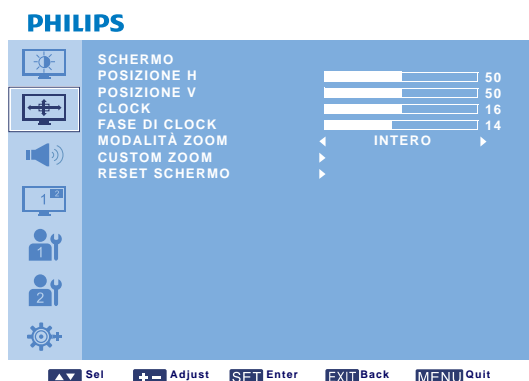 PHILIPS
SCHERMO
POSIZIONE H 50
POSIZIONE V 50
CLOCK 16
FASE DI CLOCK 14
MODALITÀ ZOOM INTERO
CUSTOM ZOOM
RESET SCHERMO
1 2
1
2
Sel Adjust SET Enter EXIT Back MENU Quit